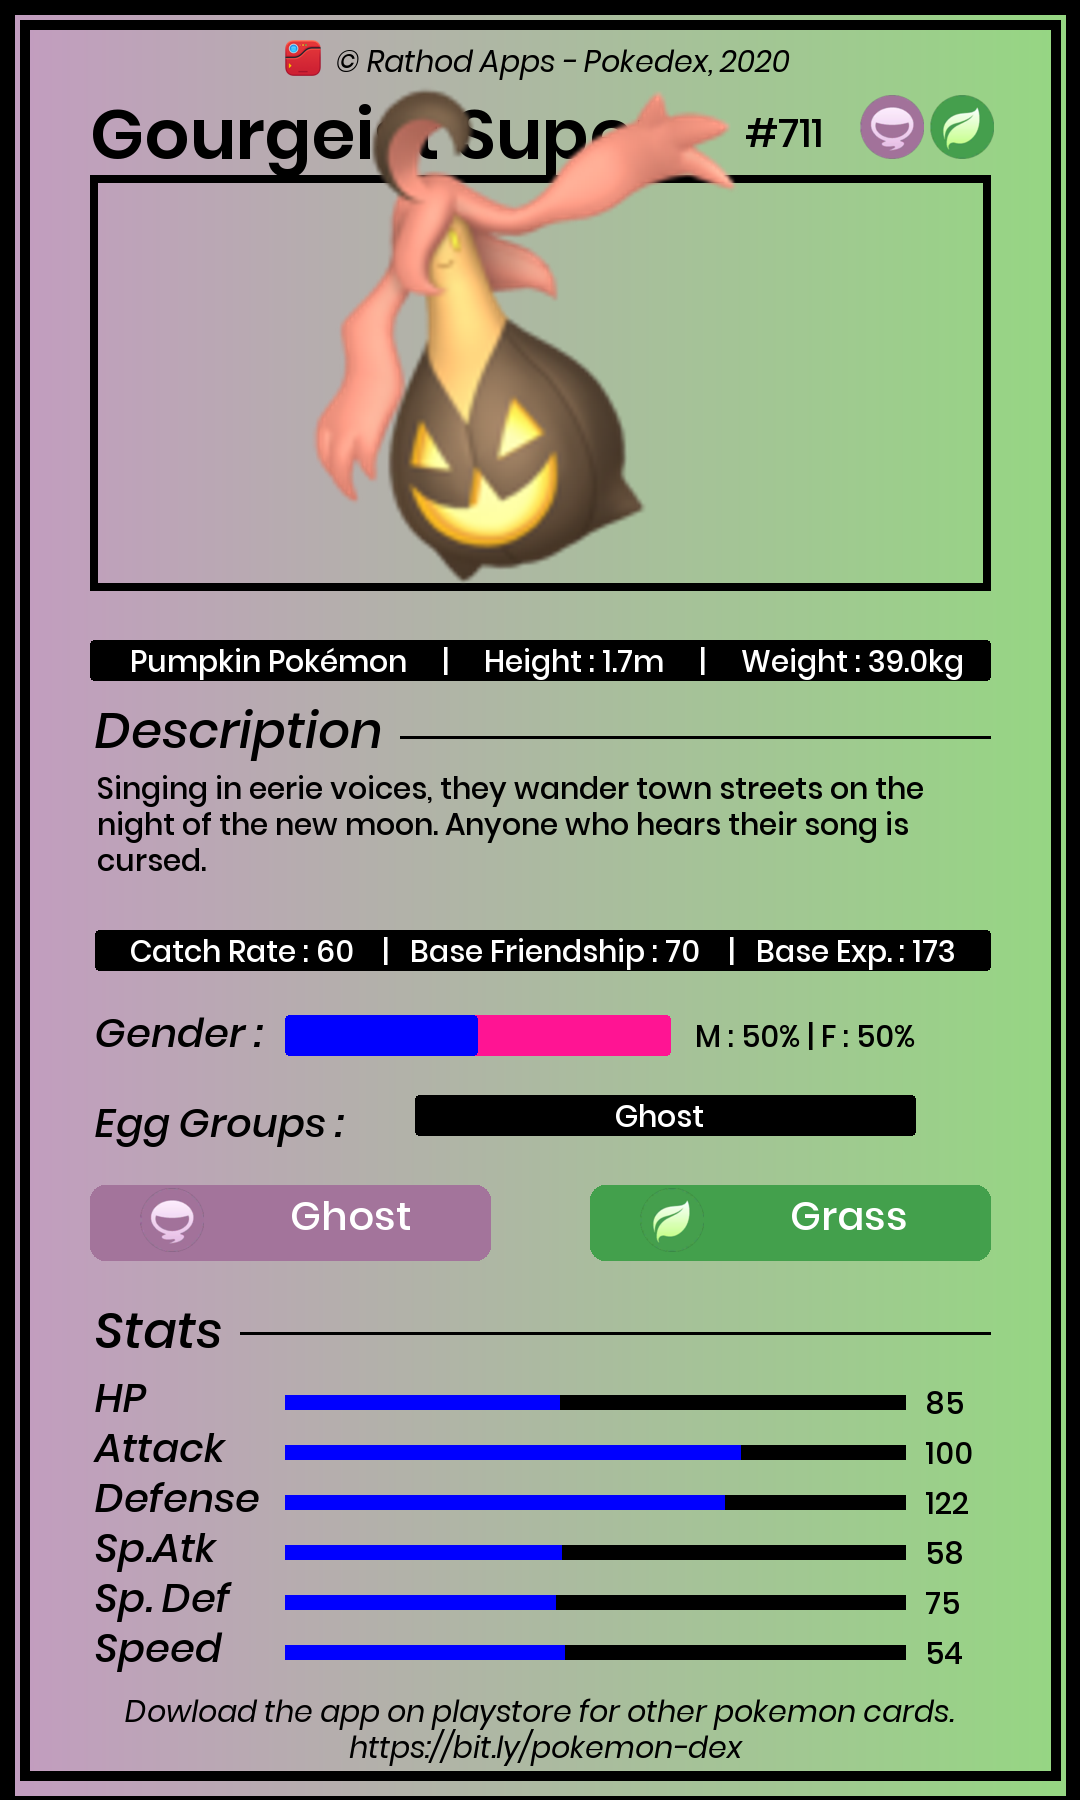 © Rathod Apps - Pokedex, 2020
#711
Pumpkin Pokémon | Height : 1.7m | Weight : 39.0kg
Description
Singing in eerie voices, they wander town streets on the
night of the new moon. Anyone who hears their song is
cursed.
Catch Rate : 60 | Base Friendship : 70 | Base Exp. : 173
Gender : M : 50% | F : 50%
Egg Groups : Ghost
Ghost Grass
Stats
HP 85
Attack 100
Defense 122
Sp.Atk 58
Sp. Def 75
Speed 54
Dowload the app on playstore for other pokemon cards.
https://bit.ly/pokemon-dex